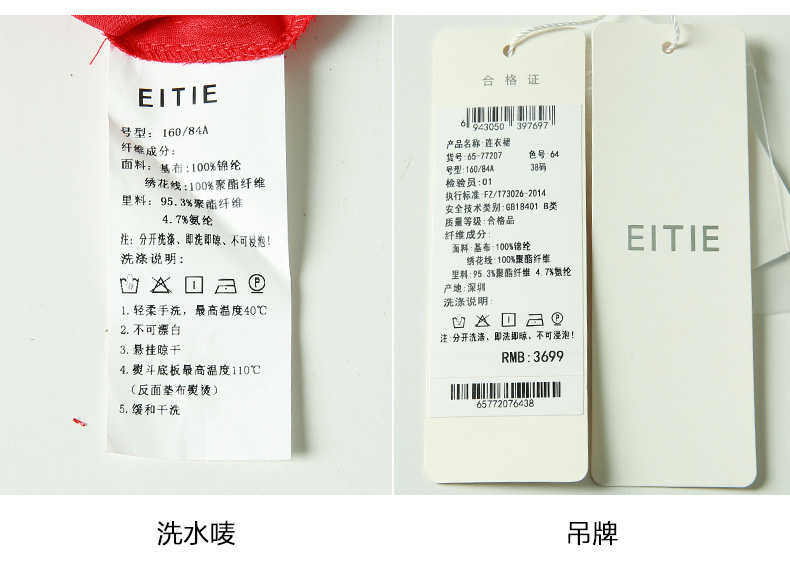 EITIE
号型: 160/84A
纤维成分:
面料: 基布:100%锦纶
绣花线:100%聚酯纤维
里料: 95.3%聚酯纤维
4.7%氨纶
注: 分开洗涤、即洗即晾、不可浸泡!
洗涤说明:
1. 轻柔手洗, 最高温度40℃
2. 不可漂白
3. 悬挂晾干
4. 熨斗底板最高温度110℃
(反面垫布熨烫)
5. 缓和干洗
洗水唛
合格证
6 943050 397697
产品名称:连衣裙
货号:65-77207 色号 64
号型:160/84A 38码
检验员:01
执行标准:FZ/T73026-2014
安全技术类别:GB18401 B类
质量等级:合格品
纤维成分:
面料:基布:100%锦纶
绣花线:100%聚酯纤维
里料:95.3%聚酯纤维 4.7%氨纶
产地:深圳
洗涤说明:
注:分开洗涤、即洗即晾、不可浸泡!
RMB:3699
65772076438
EITIE
吊牌